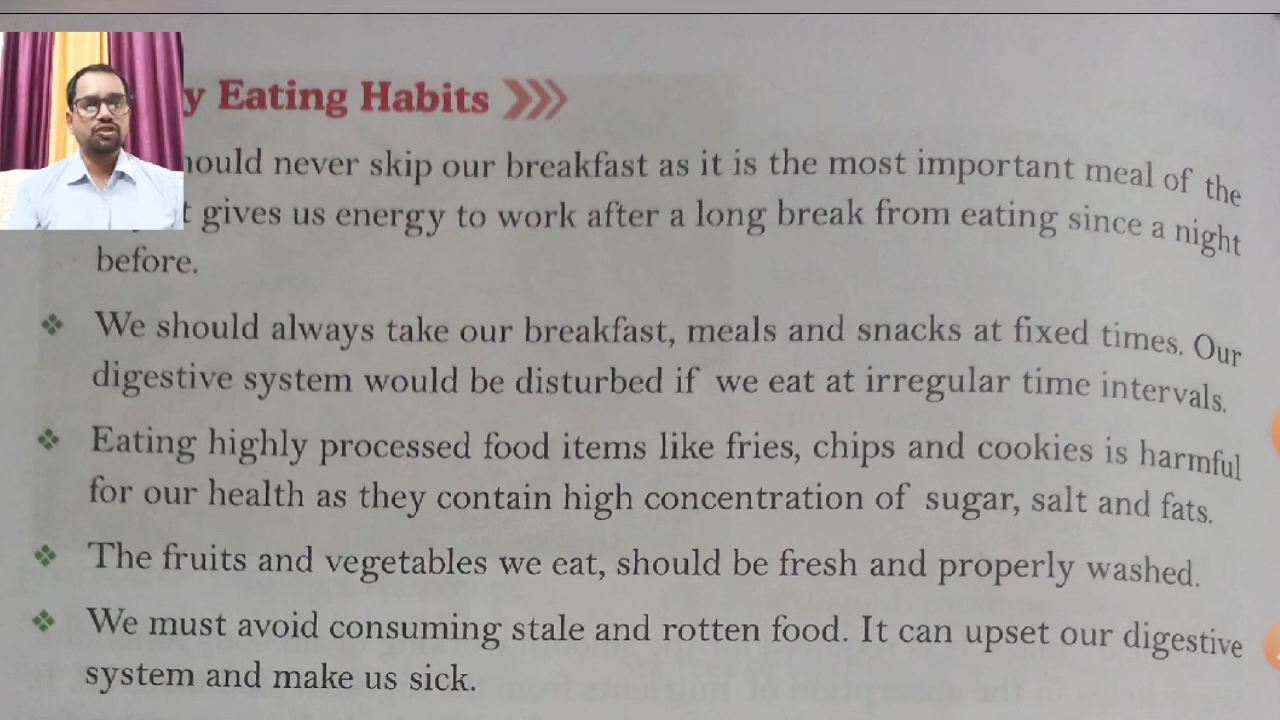 Eating Habits
never skip our breakfast as it is the most important meal of the
gives us energy to work after a long break from eating since a night
before.
We should always take our breakfast, meals and snacks at fixed times. Our
digestive system would be disturbed if we eat at irregular time intervals.
Eating highly processed food items like fries, chips and cookies is harmful
for our health as they contain high concentration of sugar, salt and fats.
The fruits and vegetables we eat, should be fresh and properly washed.
We must avoid consuming stale and rotten food. It can upset our digestive
system and make us sick.